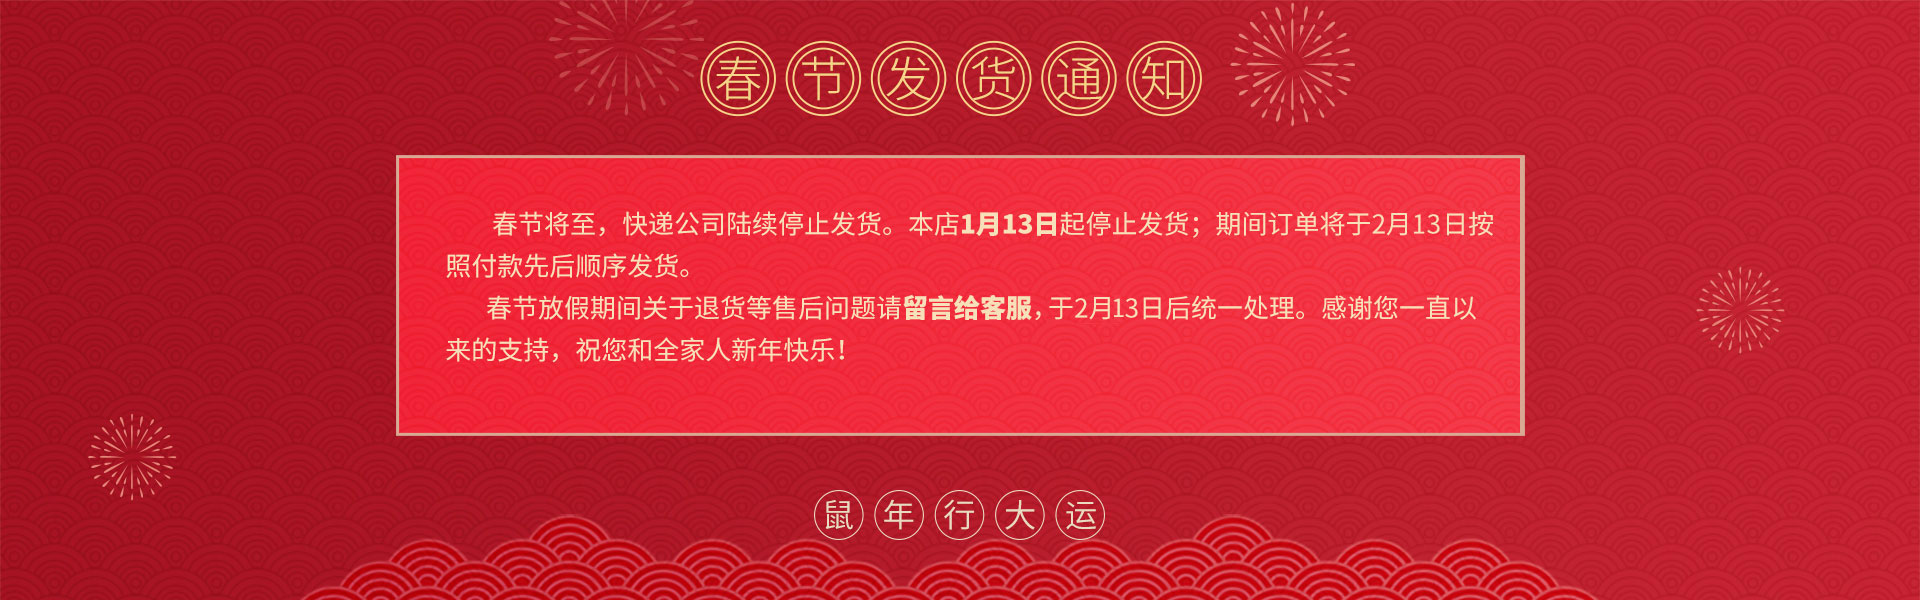 春节发货通知
春节将至，快递公司陆续停止发货。本店1月13日起停止发货；期间订单将于2月13日按
照付款先后顺序发货。
春节放假期间关于退货等售后问题请留言给客服，于2月13日后统一处理。感谢您一直以
来的支持，祝您和全家人新年快乐！
鼠年行大运